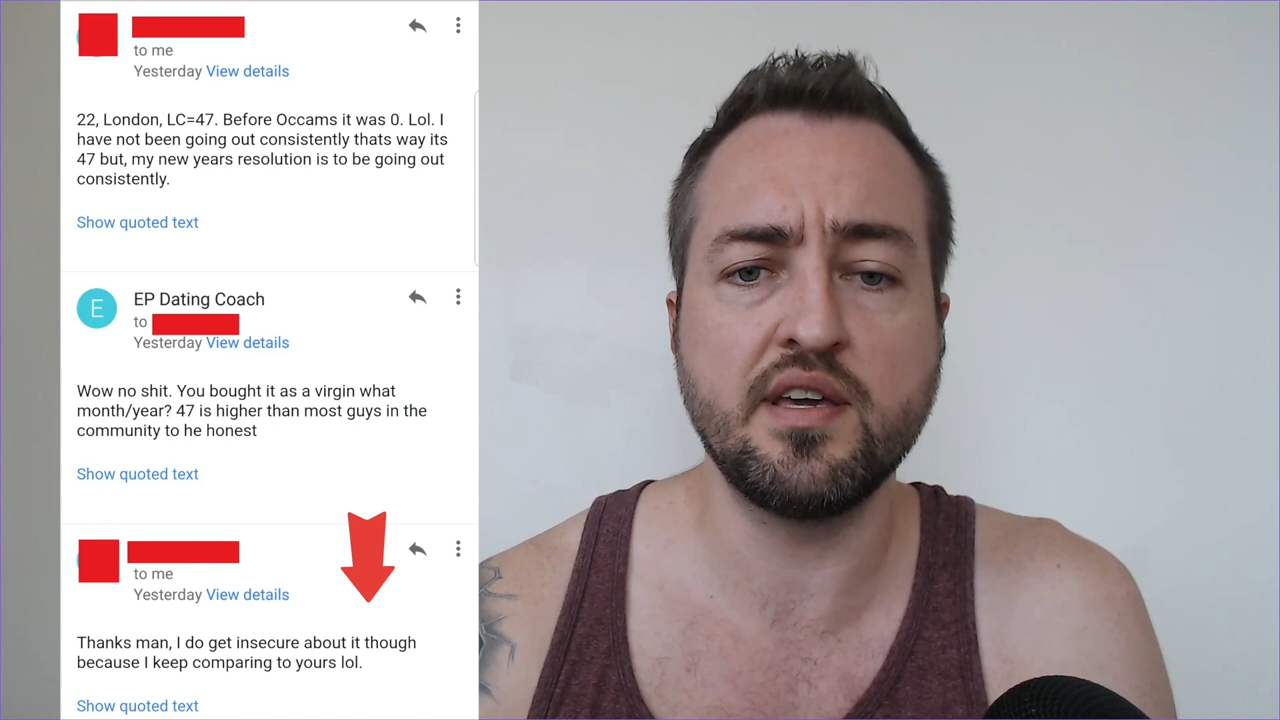 to me
Yesterday View details
22, London, LC=47. Before Occams it was 0. Lol. I
have not been going out consistently thats way its
47 but, my new years resolution is to be going out
consistently.
Show quoted text
E
EP Dating Coach
to
Yesterday View details
Wow no shit. You bought it as a virgin what
month/year? 47 is higher than most guys in the
community to he honest
Show quoted text
to me
Yesterday View details
Thanks man, I do get insecure about it though
because I keep comparing to yours lol.
Show quoted text